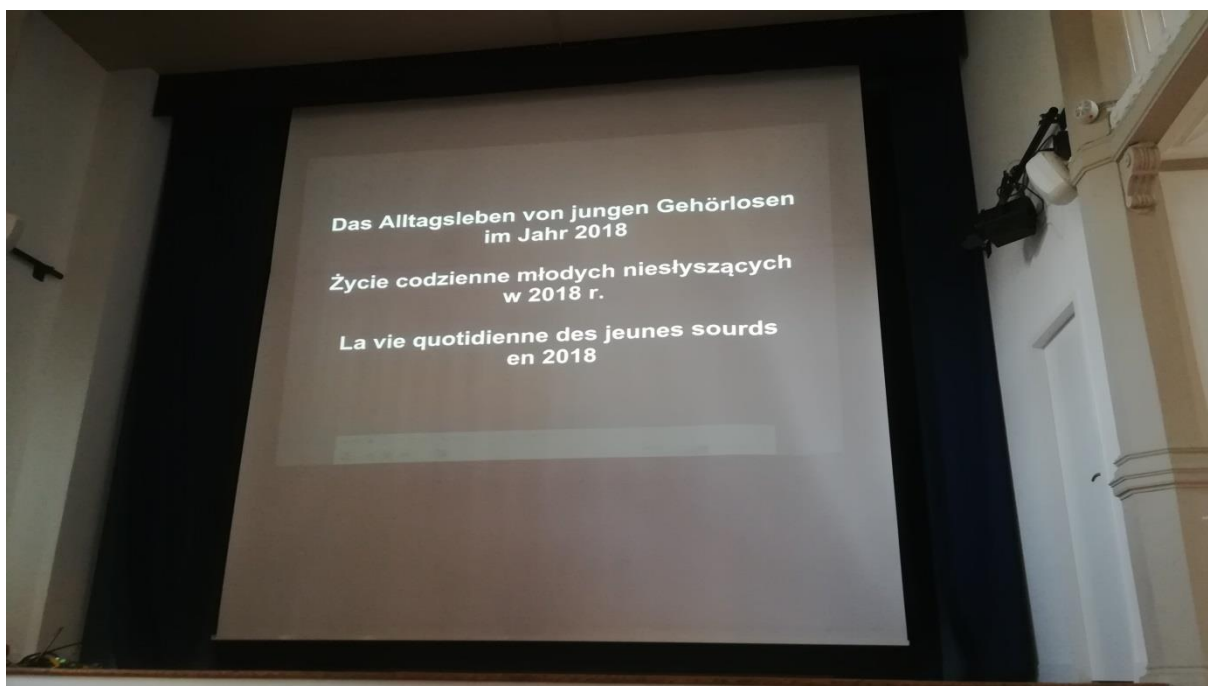 Das Alltagsleben von jungen Gehörlosen
im Jahr 2018
Życie codzienne młodych niesłyszących
w 2018 r.
La vie quotidienne des jeunes sourds
en 2018